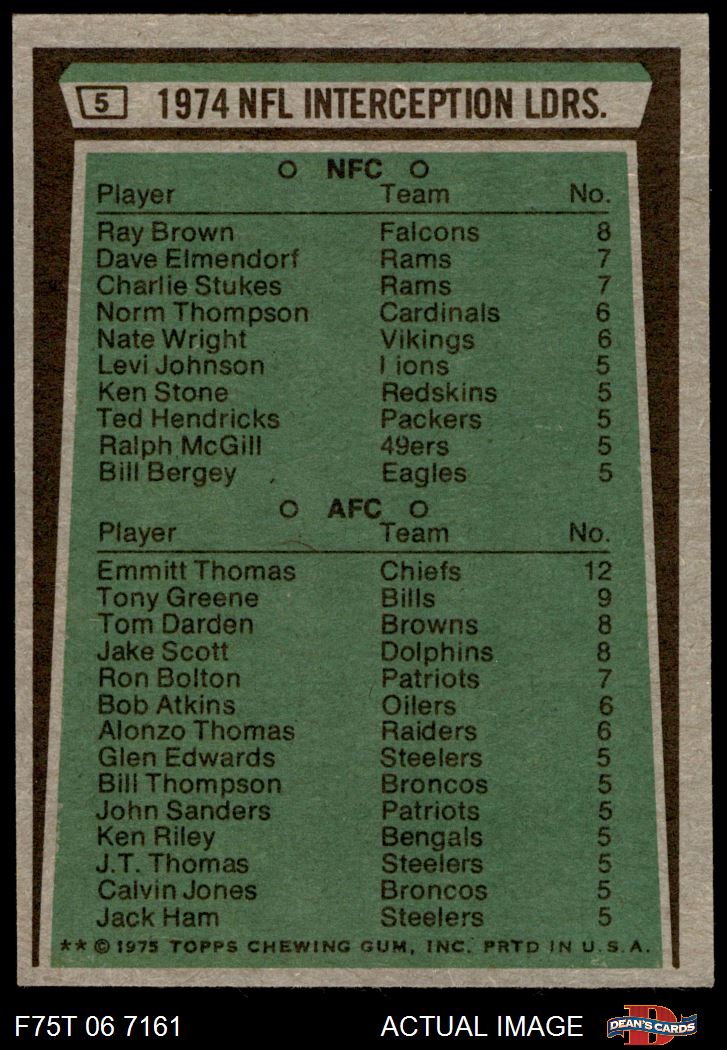 5 1974 NFL INTERCEPTION LDRS.
NFC
Player Team No.
Ray Brown Falcons 8
Dave Elmendorf Rams 7
Charlie Stukes Rams 7
Norm Thompson Cardinals 6
Nate Wright Vikings 6
Levi Johnson Lions 5
Ken Stone Redskins 5
Ted Hendricks Packers 5
Ralph McGill 49ers 5
Bill Bergey Eagles 5
AFC
Player Team No.
Emmitt Thomas Chiefs 12
Tony Greene Bills 9
Tom Darden Browns 8
Jake Scott Dolphins 8
Ron Bolton Patriots 7
Bob Atkins Oilers 6
Alonzo Thomas Raiders 6
Glen Edwards Steelers 5
Bill Thompson Broncos 5
John Sanders Patriots 5
Ken Riley Bengals 5
J.T. Thomas Steelers 5
Calvin Jones Broncos 5
Jack Ham Steelers 5
** © 1975 TOPPS CHEWING GUM, INC. PRTD IN U.S.A.
F75T 06 7161 ACTUAL IMAGE D DEAN'S CARDS